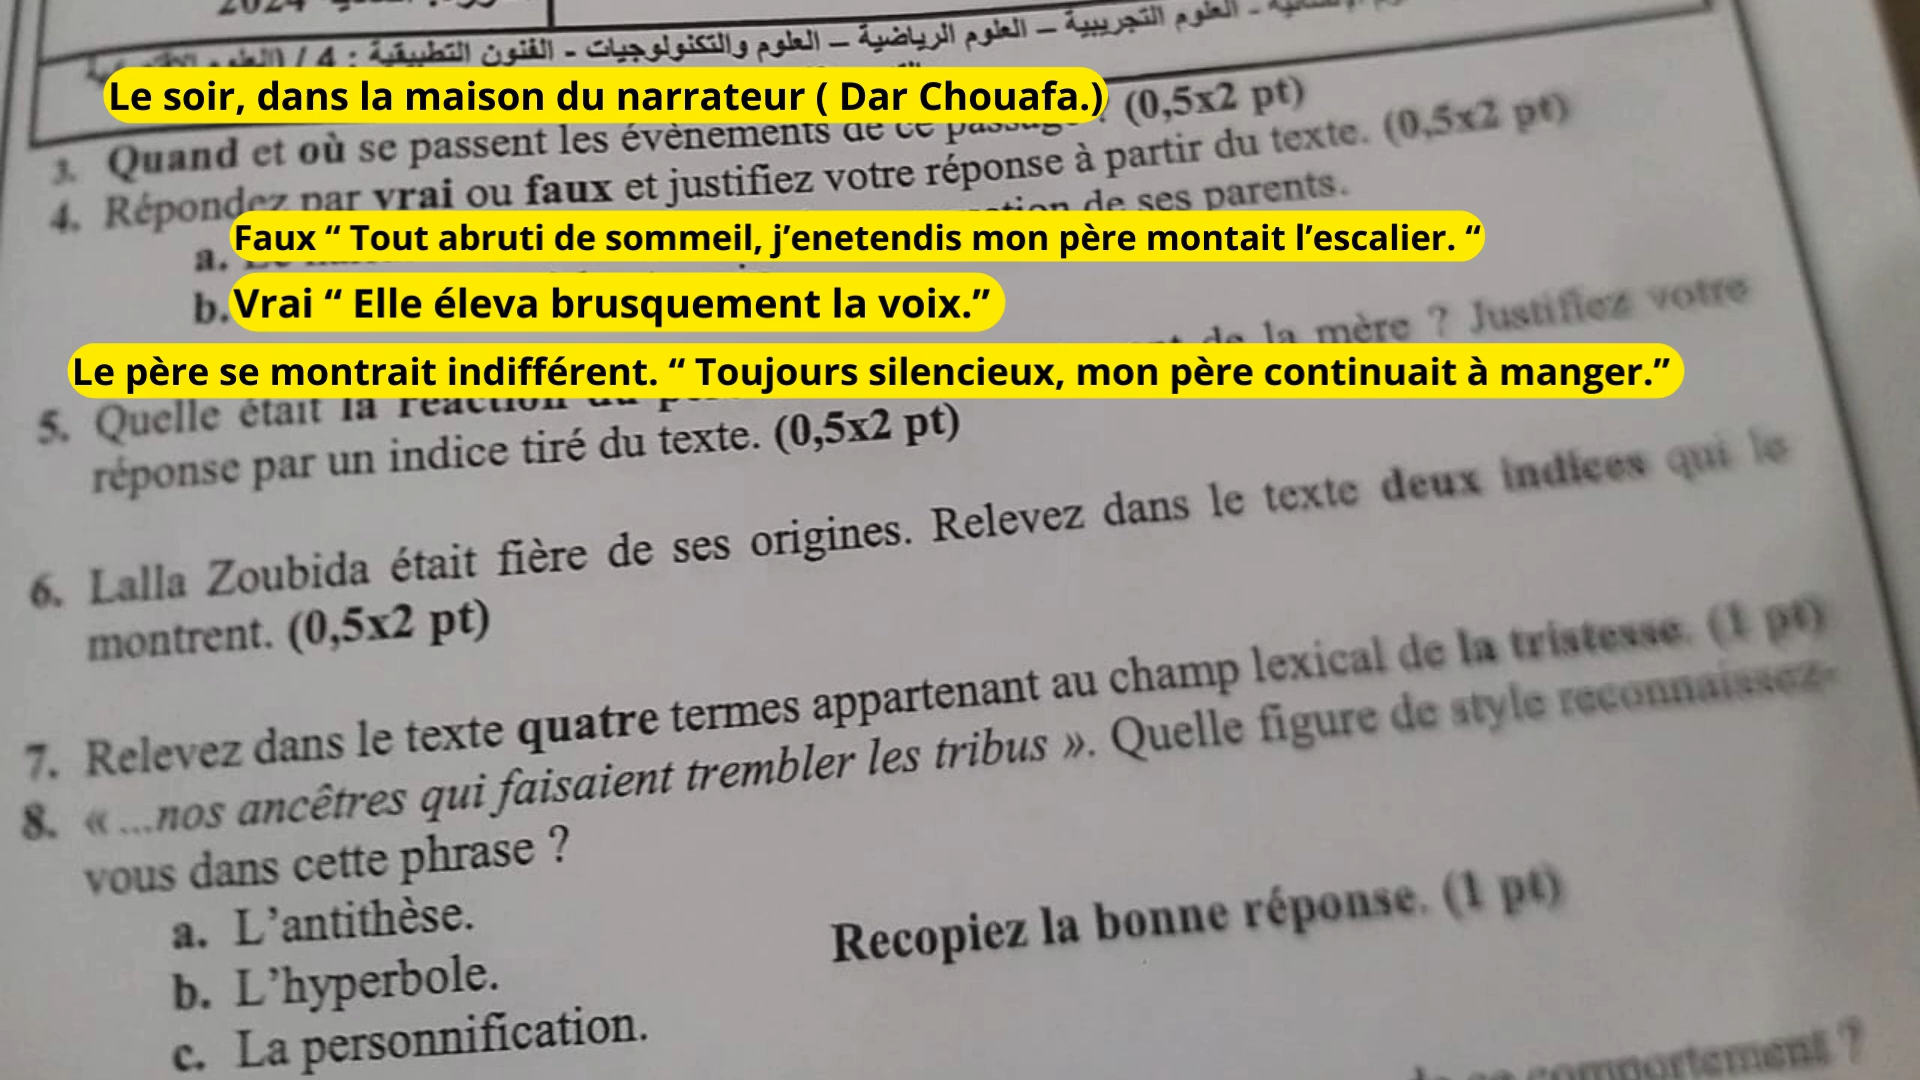 2024
العلوم التجريبية – العلوم الرياضية – العلوم والتكنولوجيات - الفنون التطبيقية : 4 /
Le soir, dans la maison du narrateur ( Dar Chouafa.)
3. Quand et où se passent les évènements de ce (0,5x2 pt)
4. Répondez par vrai ou faux et justifiez votre réponse à partir du texte. (0,5x2 pt)
de ses parents.
a. Faux “ Tout abruti de sommeil, j’enetendis mon père montait l’escalier. “
b. Vrai “ Elle éleva brusquement la voix.”
de la mère ? Justifiez votre
Le père se montrait indifférent. “ Toujours silencieux, mon père continuait à manger.”
5. Quelle était la réaction du
réponse par un indice tiré du texte. (0,5x2 pt)
6. Lalla Zoubida était fière de ses origines. Relevez dans le texte deux indices qui le
montrent. (0,5x2 pt)
7. Relevez dans le texte quatre termes appartenant au champ lexical de la tristesse. (1 pt)
8. « ...nos ancêtres qui faisaient trembler les tribus ». Quelle figure de style reconnaissez-
vous dans cette phrase ?
a. L’antithèse.
b. L’hyperbole.
Recopiez la bonne réponse. (1 pt)
c. La personnification.
de ce comportement ?